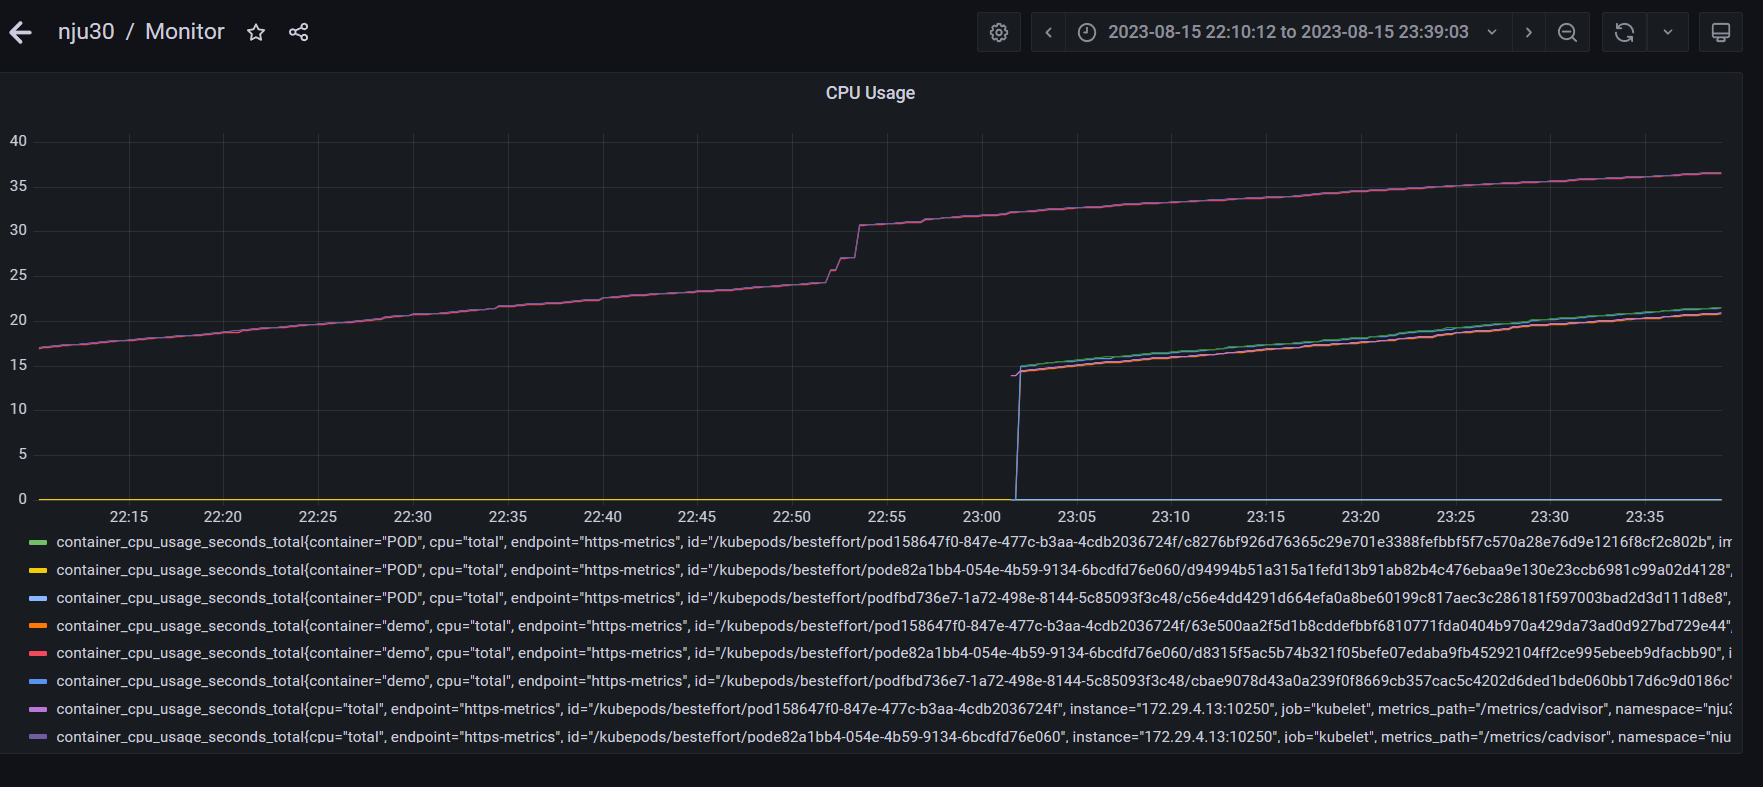 nju30 / Monitor
2023-08-15 22:10:12 to 2023-08-15 23:39:03
CPU Usage
40
35
30
25
20
15
10
5
0
22:15 22:20 22:25 22:30 22:35 22:40 22:45 22:50 22:55 23:00 23:05 23:10 23:15 23:20 23:25 23:30 23:35
container_cpu_usage_seconds_total{container="POD", cpu="total", endpoint="https-metrics", id="/kubepods/besteffort/pod158647f0-847e-477c-b3aa-4cdb2036724f/c8276bf926d76365c29e701e3388fefbbf5f7c570a28e76d9e1216f8cf2c802b", im
container_cpu_usage_seconds_total{container="POD", cpu="total", endpoint="https-metrics", id="/kubepods/besteffort/pode82a1bb4-054e-4b59-9134-6bcdfd76e060/d94994b51a315a1fefd13b91ab82b4c476ebaa9e130e23ccb6981c99a02d4128",
container_cpu_usage_seconds_total{container="POD", cpu="total", endpoint="https-metrics", id="/kubepods/besteffort/podfbd736e7-1a72-498e-8144-5c85093f3c48/c56e4dd4291d664efa0a8be60199c817aec3c286181f597003bad2d3d111d8e8",
container_cpu_usage_seconds_total{container="demo", cpu="total", endpoint="https-metrics", id="/kubepods/besteffort/pod158647f0-847e-477c-b3aa-4cdb2036724f/63e500aa2f5d1b8cddefbbf6810771fda0404b970a429da73ad0d927bd729e44",
container_cpu_usage_seconds_total{container="demo", cpu="total", endpoint="https-metrics", id="/kubepods/besteffort/pode82a1bb4-054e-4b59-9134-6bcdfd76e060/d8315f5ac5b74b321f05befe07edaba9fb45292104ff2ce995ebeeb9dfacbb90", i
container_cpu_usage_seconds_total{container="demo", cpu="total", endpoint="https-metrics", id="/kubepods/besteffort/podfbd736e7-1a72-498e-8144-5c85093f3c48/cbae9078d43a0a239f0f8669cb357cac5c4202d6ded1bde060bb17d6c9d0186c"
container_cpu_usage_seconds_total{cpu="total", endpoint="https-metrics", id="/kubepods/besteffort/pod158647f0-847e-477c-b3aa-4cdb2036724f", instance="172.29.4.13:10250", job="kubelet", metrics_path="/metrics/cadvisor", namespace="nju3
container_cpu_usage_seconds_total{cpu="total", endpoint="https-metrics", id="/kubepods/besteffort/pode82a1bb4-054e-4b59-9134-6bcdfd76e060", instance="172.29.4.13:10250", job="kubelet", metrics_path="/metrics/cadvisor", namespace="nju